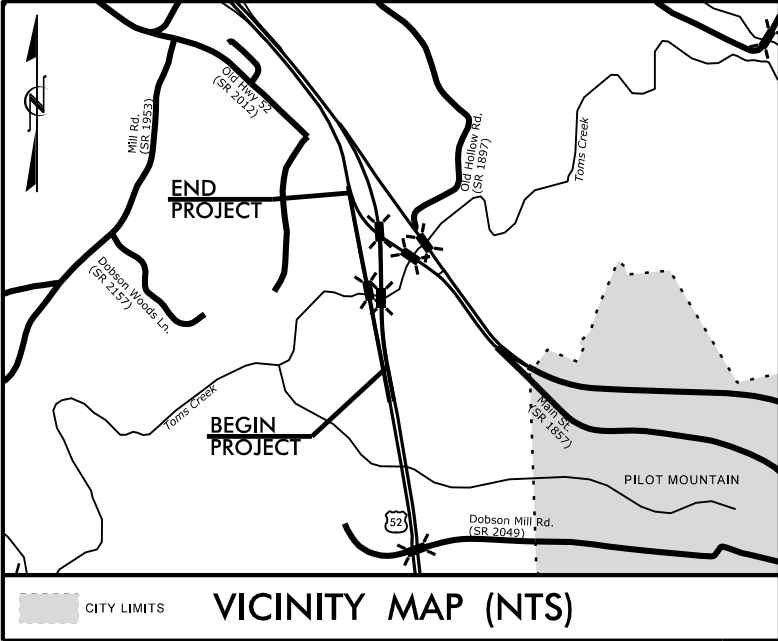 N
Old Hwy 52
(SR 2012)
Mill Rd.
(SR 1953)
Old Hollow Rd.
(SR 1897)
Toms Creek
END
PROJECT
Dobson Woods Ln.
(SR 2157)
Toms Creek
BEGIN
PROJECT
Main St.
(SR 1857)
PILOT MOUNTAIN
52
Dobson Mill Rd.
(SR 2049)
CITY LIMITS
VICINITY MAP (NTS)